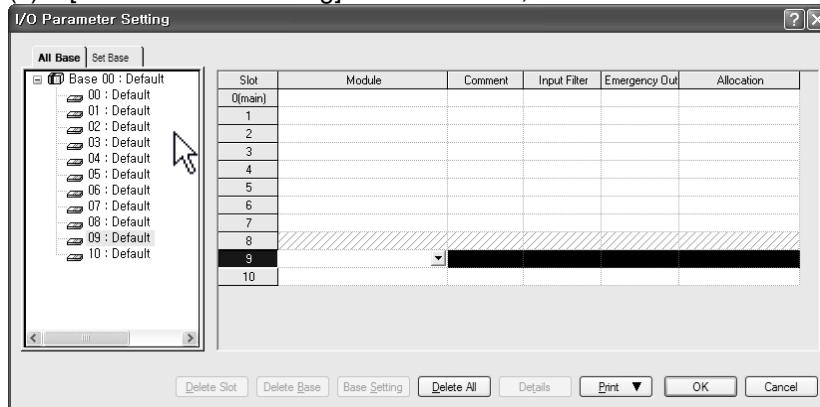 I/O Parameter Setting
All Base Set Base
Base 00 : Default
00 : Default
01 : Default
02 : Default
03 : Default
04 : Default
05 : Default
06 : Default
07 : Default
08 : Default
09 : Default
10 : Default
Slot Module Comment Input Filter Emergency Out Allocation
0(main)
1
2
3
4
5
6
7
8
9
10
Delete Slot Delete Base Base Setting Delete All Details Print ▼ OK Cancel